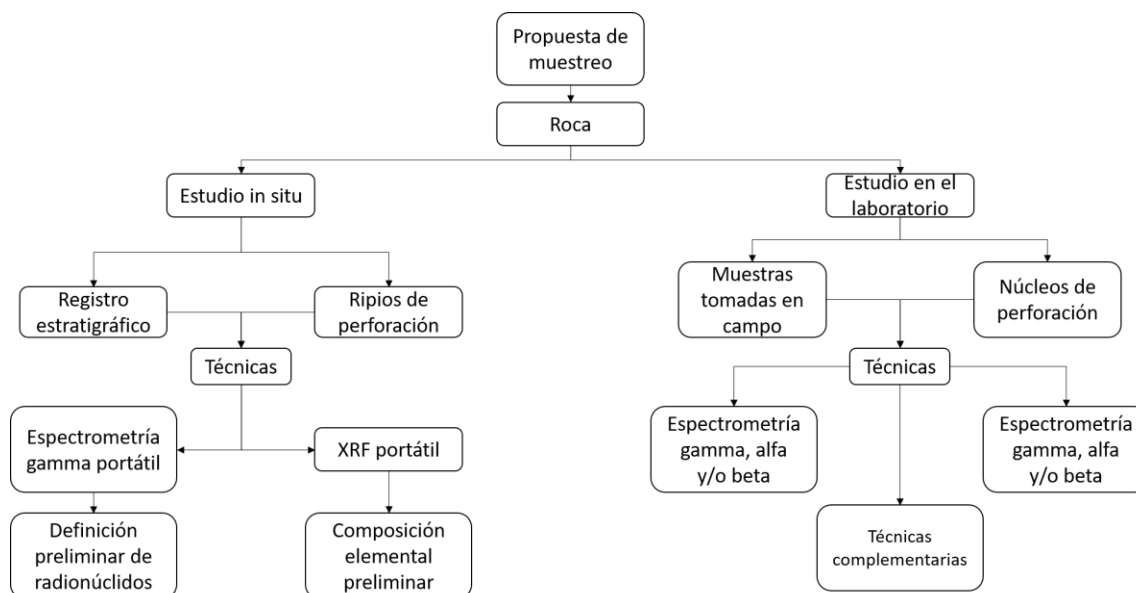 Propuesta de
muestreo
Roca
Estudio in situ
Estudio en el
laboratorio
Registro
estratigráfico
Ripios de
perforación
Muestras
tomadas en
campo
Núcleos de
perforación
Técnicas
Técnicas
Espectrometría
gamma portátil
XRF portátil
Espectrometría
gamma, alfa
y/o beta
Espectrometría
gamma, alfa
y/o beta
Definición
preliminar de
radionúclidos
Composición
elemental
preliminar
Técnicas
complementarias